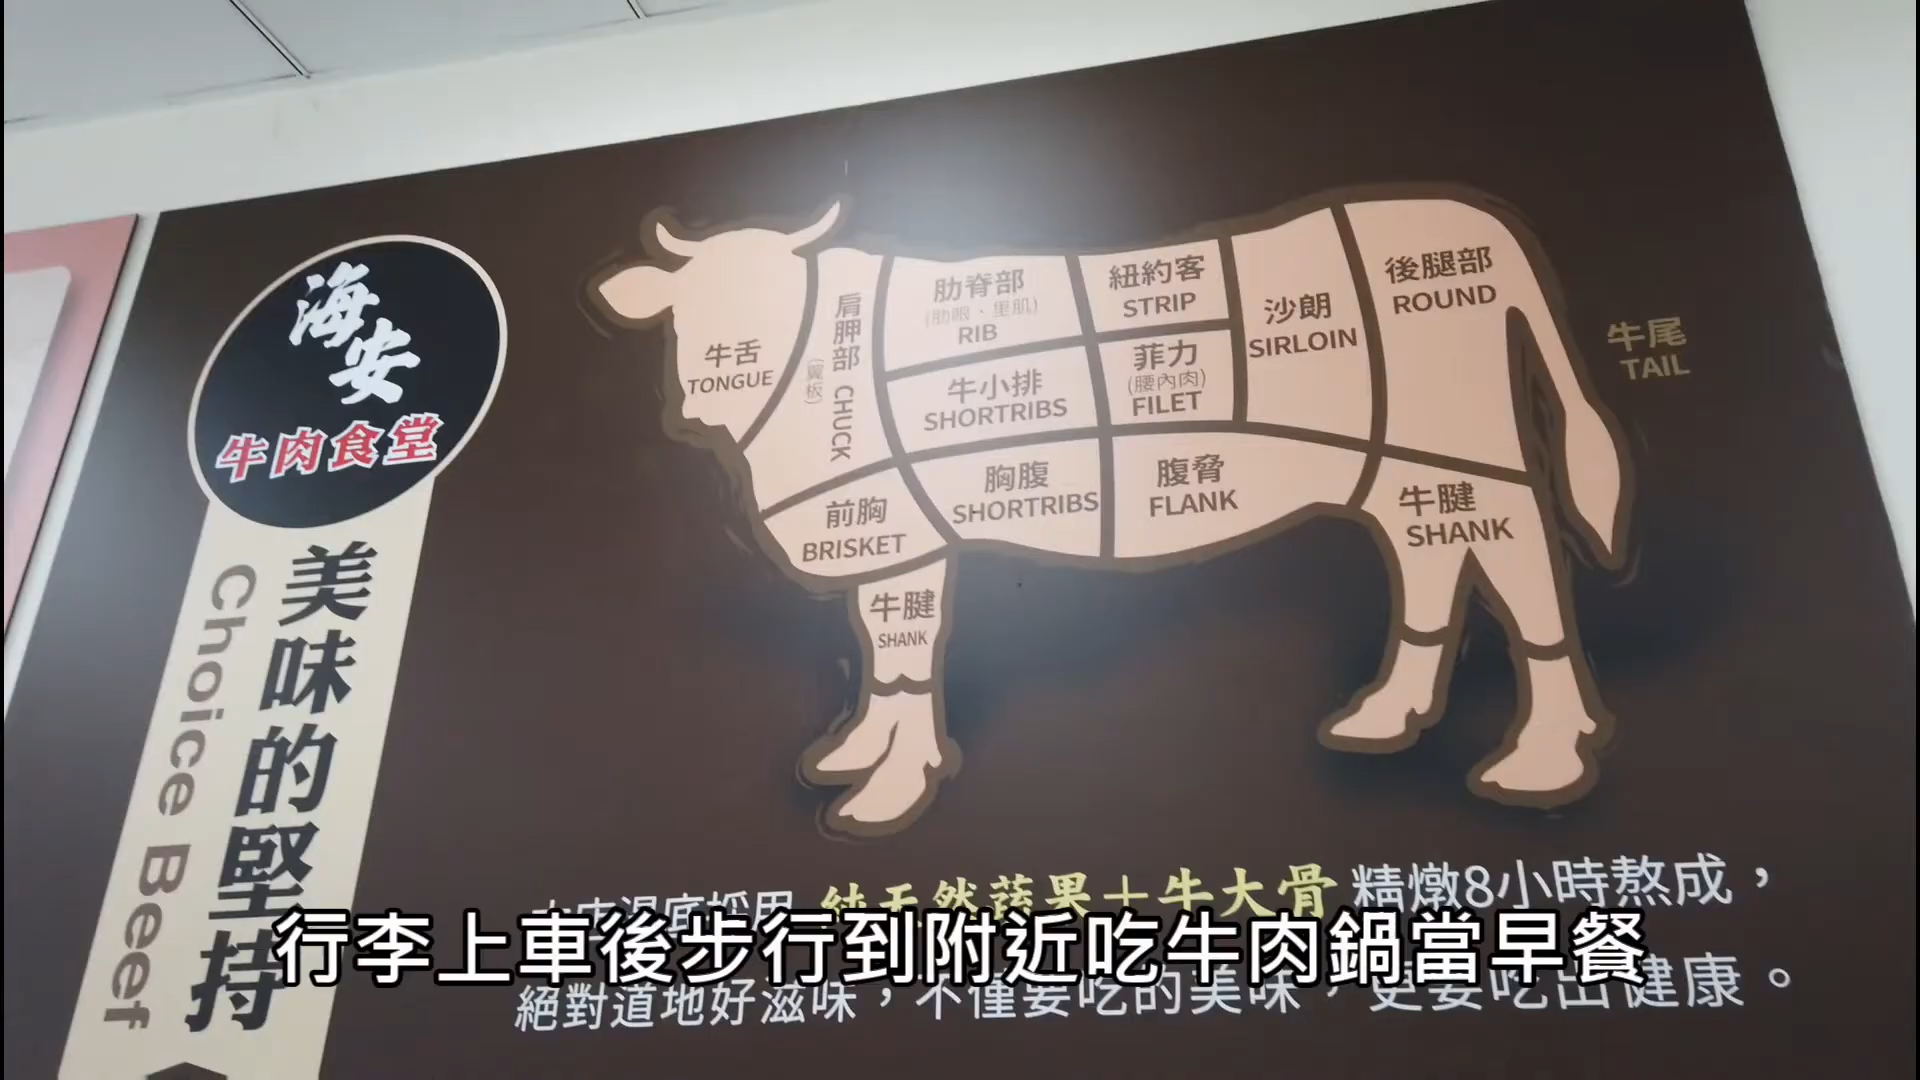 海安
牛肉食堂
美味的堅持
Choice Beef
牛舌
TONGUE
肩胛部 CHUCK
(翼板)
肋脊部
(肋眼、里肌)
RIB
紐約客
STRIP
沙朗
SIRLOIN
後腿部
ROUND
牛尾
TAIL
牛小排
SHORTRIBS
菲力
(腰內肉)
FILET
前胸
BRISKET
胸腹
SHORTRIBS
腹脅
FLANK
牛腱
SHANK
牛腱
SHANK
純天然蔬果+牛大骨 精燉8小時熬成，
絕對道地好滋味，不僅要吃的美味，更要吃出健康。
行李上車後步行到附近吃牛肉鍋當早餐